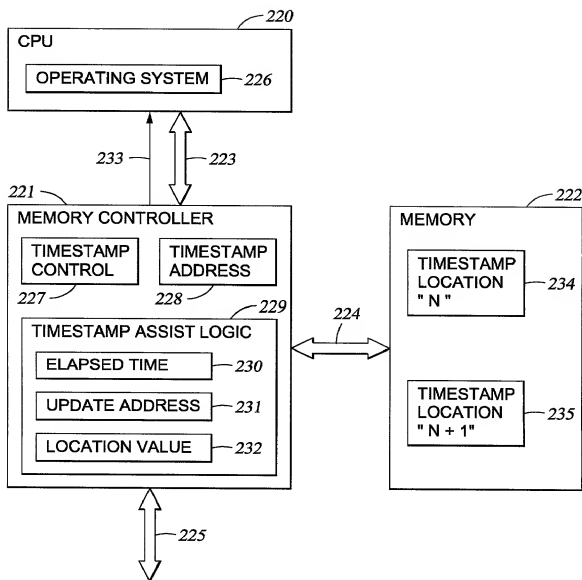 220
CPU
OPERATING SYSTEM
226
233
223
221
MEMORY CONTROLLER
TIMESTAMP
CONTROL
227
TIMESTAMP
ADDRESS
228
229
TIMESTAMP ASSIST LOGIC
ELAPSED TIME
230
UPDATE ADDRESS
231
LOCATION VALUE
232
224
222
MEMORY
TIMESTAMP
LOCATION
" N "
234
TIMESTAMP
LOCATION
" N + 1"
235
225